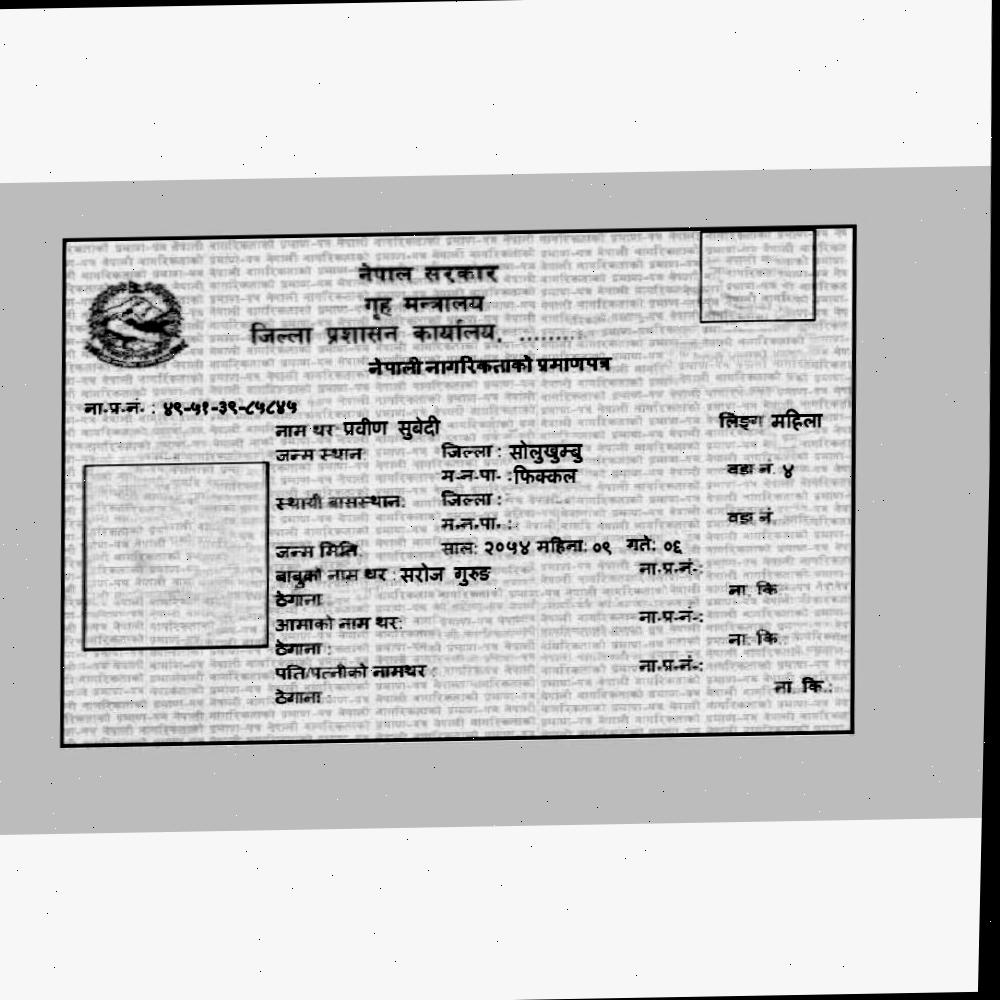 नेपाल सरकार
गृह मन्त्रालय
जिल्ला प्रशासन कार्यालय, .........
नेपाली नागरिकताको प्रमाणपत्र
ना.प्र.नं. : ४९-५१-३९-८५८४५
नाम थर: प्रवीण सुबेदी लिङ्ग महिला
जन्म स्थान: जिल्ला : सोलुखुम्बु
म.न.पा. : फिक्कल वडा नं. ४
स्थायी बासस्थान: जिल्ला :
म.न.पा. : वडा नं.
जन्म मिति: साल: २०५४ महिना: ०९ गते: ०६
बाबुको नाम थर : सरोज गुरुङ ना.प्र.नं.:
ठेगाना ना. कि
आमाको नाम थर: ना.प्र.नं.:
ठेगाना : ना. कि :
पति/पत्नीको नामथर : ना.प्र.नं.:
ठेगाना : ना. कि.: